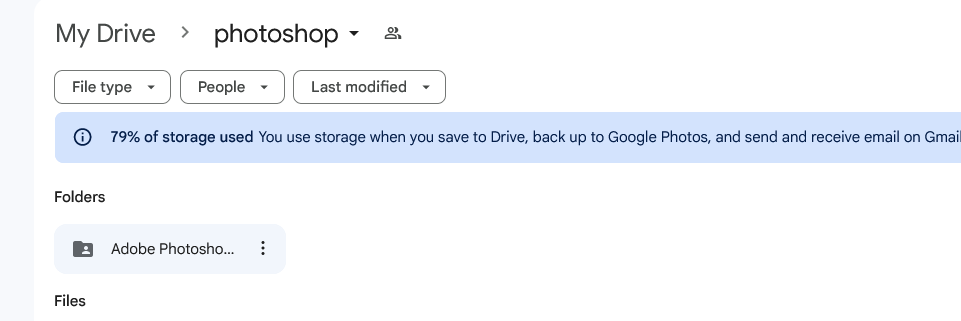 My Drive > photoshop
File type People Last modified
79% of storage used You use storage when you save to Drive, back up to Google Photos, and send and receive email on Gmail
Folders
Adobe Photosho...
Files